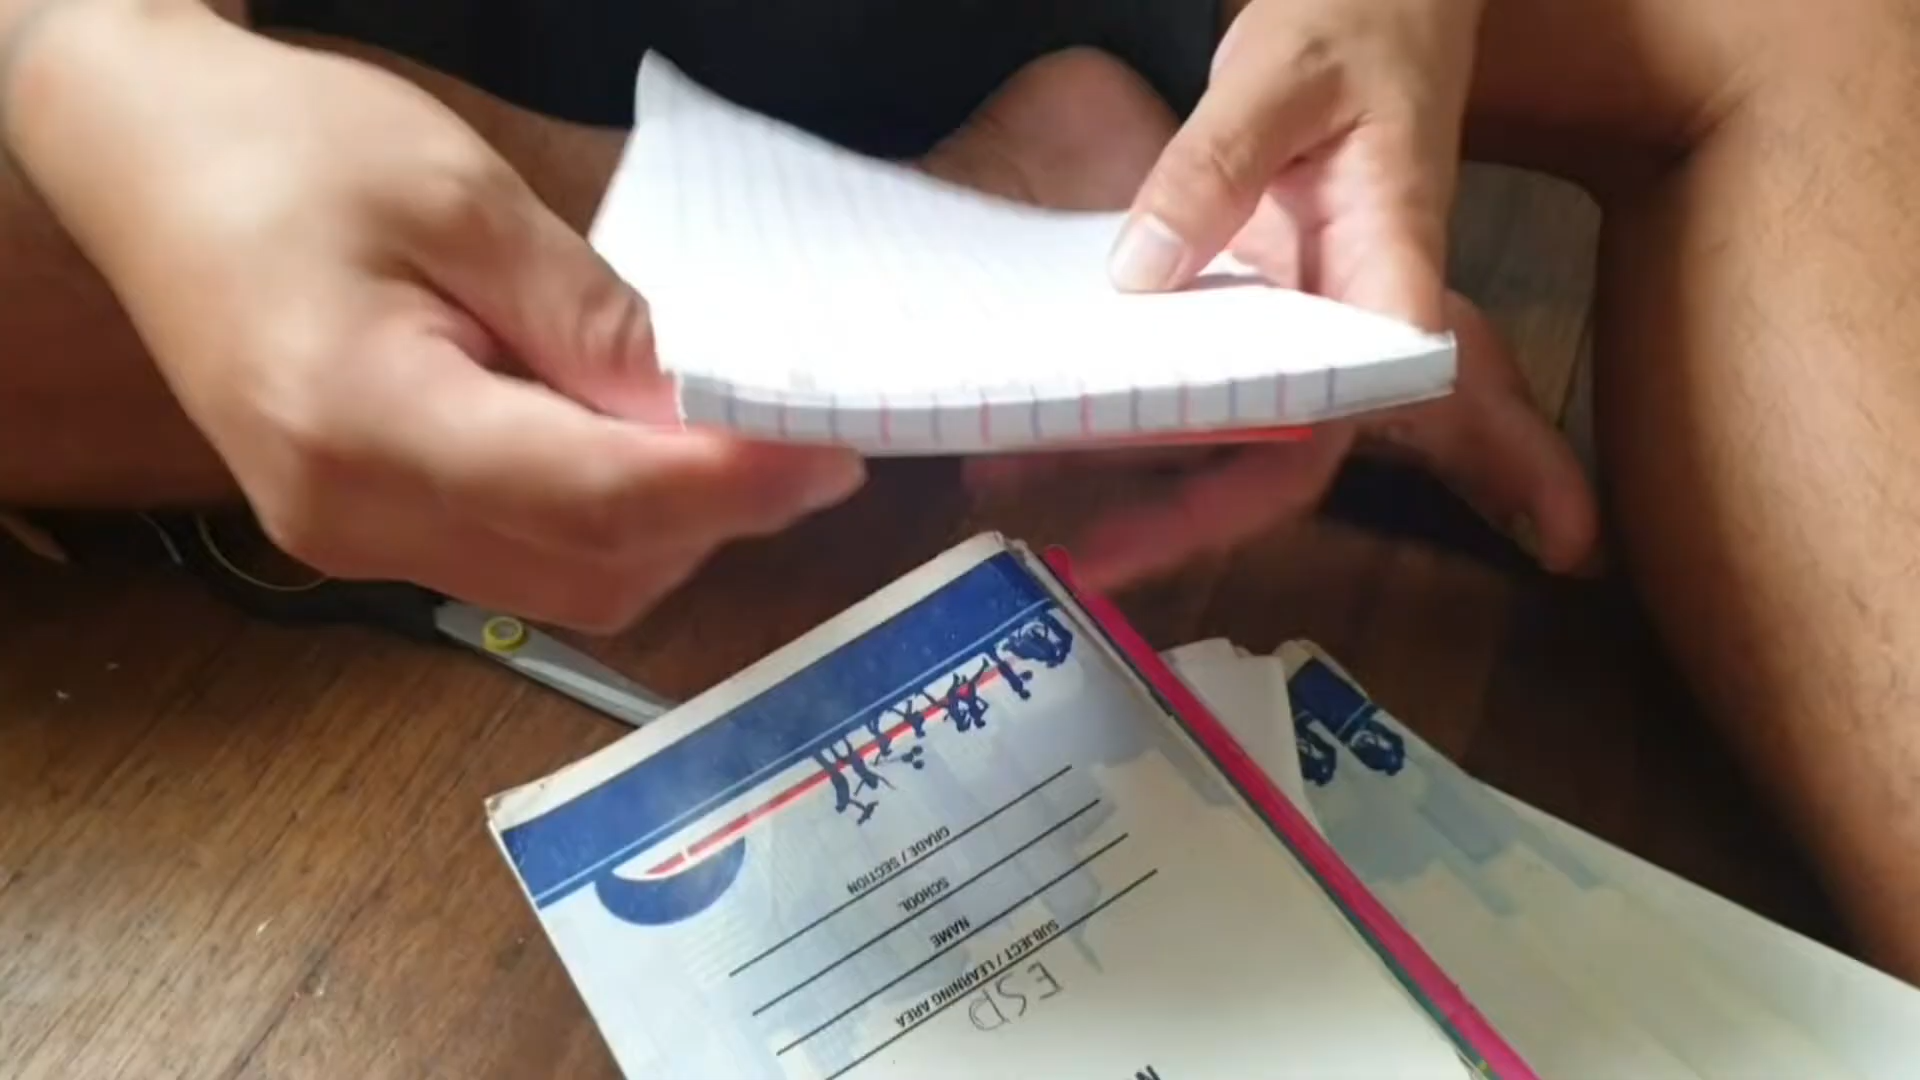 ESP
SUBJECT / LEARNING AREA
NAME
SCHOOL
GRADE / SECTION